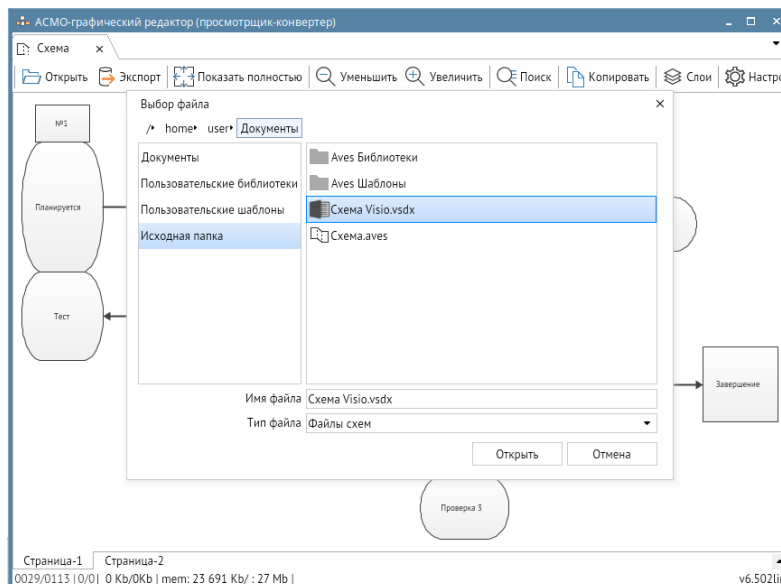 АСМО-графический редактор (просмотрщик-конвертер)
Схема
Открыть Экспорт Показать полностью Уменьшить Увеличить Поиск Копировать Слои Настро
Выбор файла
/ home user Документы
Документы
Пользовательские библиотеки
Пользовательские шаблоны
Исходная папка
Aves Библиотеки
Aves Шаблоны
Схема Visio.vsdx
Схема.aves
Имя файла Схема Visio.vsdx
Тип файла Файлы схем
Открыть Отмена
№1
Планируется
Тест
Завершение
Проверка 3
Страница-1 Страница-2
0029/0113 |0/0| 0 Kb/0Kb | mem: 23 691 Kb/ : 27 Mb |
v6.502li